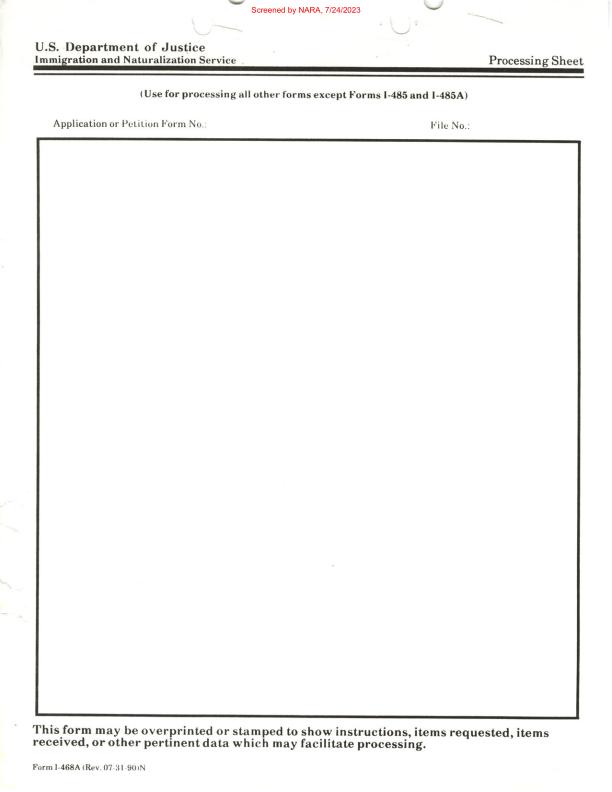 Screened by NARA, 7/24/2023
U.S. Department of Justice
Immigration and Naturalization Service
Processing Sheet
(Use for processing all other forms except Forms I-485 and I-485A)
Application or Petition Form No.: File No.:
This form may be overprinted or stamped to show instructions, items requested, items
received, or other pertinent data which may facilitate processing.
Form I-468A (Rev. 07-31-90)N